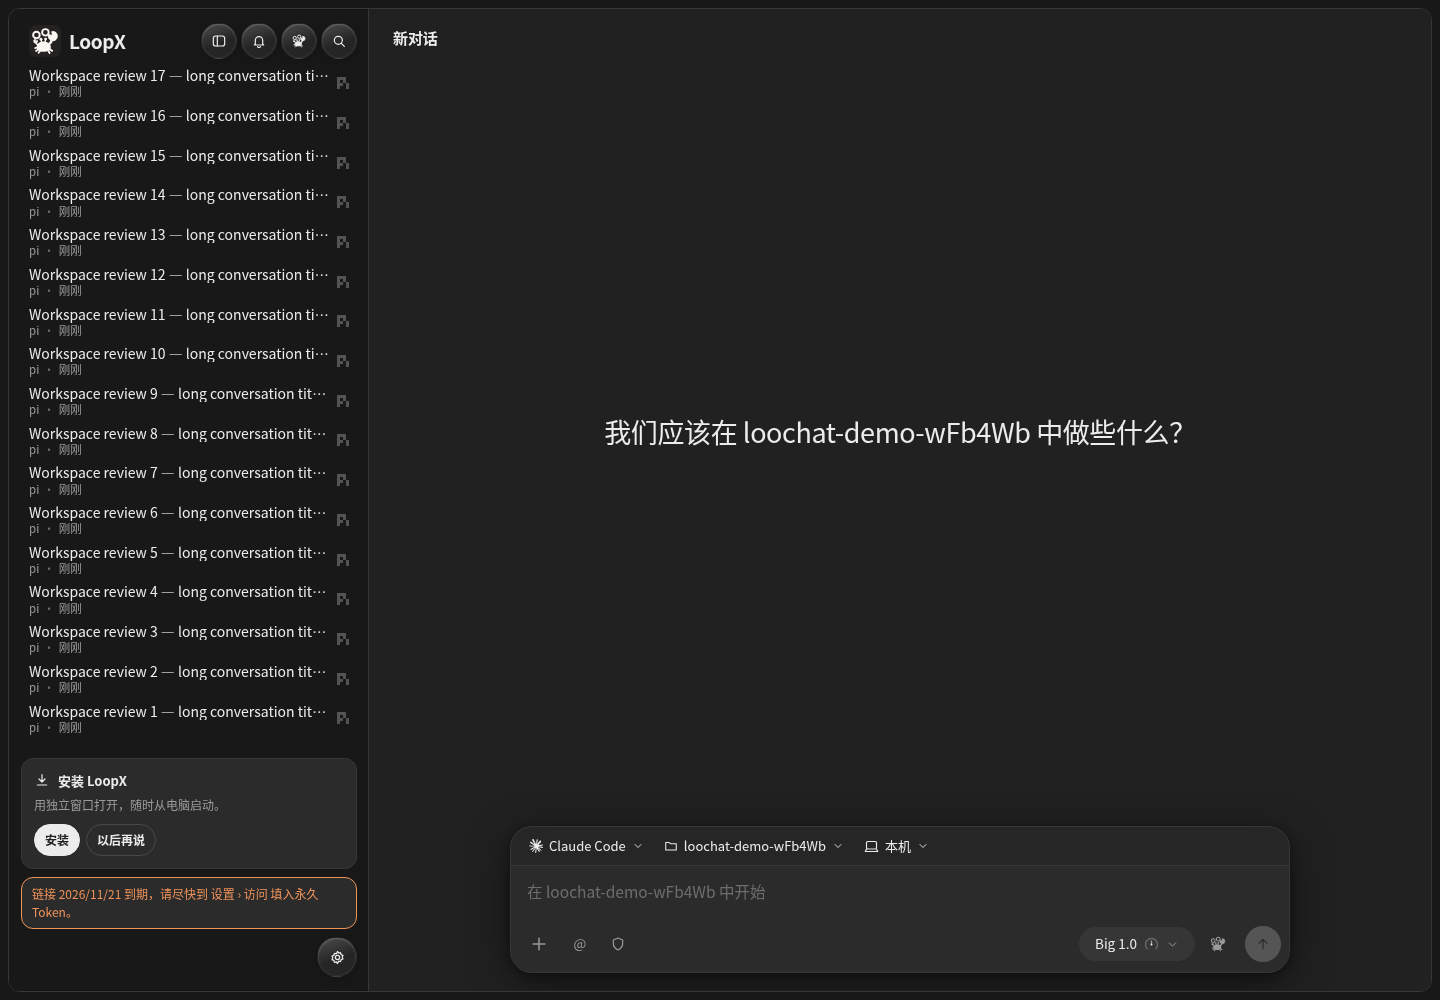 LoopX
新对话
Workspace review 17 — long conversation ti…
pi · 刚刚
Workspace review 16 — long conversation ti…
pi · 刚刚
Workspace review 15 — long conversation ti…
pi · 刚刚
Workspace review 14 — long conversation ti…
pi · 刚刚
Workspace review 13 — long conversation ti…
pi · 刚刚
Workspace review 12 — long conversation ti…
pi · 刚刚
Workspace review 11 — long conversation ti…
pi · 刚刚
Workspace review 10 — long conversation ti…
pi · 刚刚
Workspace review 9 — long conversation tit…
pi · 刚刚
Workspace review 8 — long conversation tit…
pi · 刚刚
Workspace review 7 — long conversation tit…
pi · 刚刚
Workspace review 6 — long conversation tit…
pi · 刚刚
Workspace review 5 — long conversation tit…
pi · 刚刚
Workspace review 4 — long conversation tit…
pi · 刚刚
Workspace review 3 — long conversation tit…
pi · 刚刚
Workspace review 2 — long conversation tit…
pi · 刚刚
Workspace review 1 — long conversation tit…
pi · 刚刚
安装 LoopX
用独立窗口打开，随时从电脑启动。
安装 以后再说
链接 2026/11/21 到期，请尽快到 设置 › 访问 填入永久
Token。
我们应该在 loochat-demo-wFb4Wb 中做些什么？
Claude Code loochat-demo-wFb4Wb 本机
在 loochat-demo-wFb4Wb 中开始
@ Big 1.0